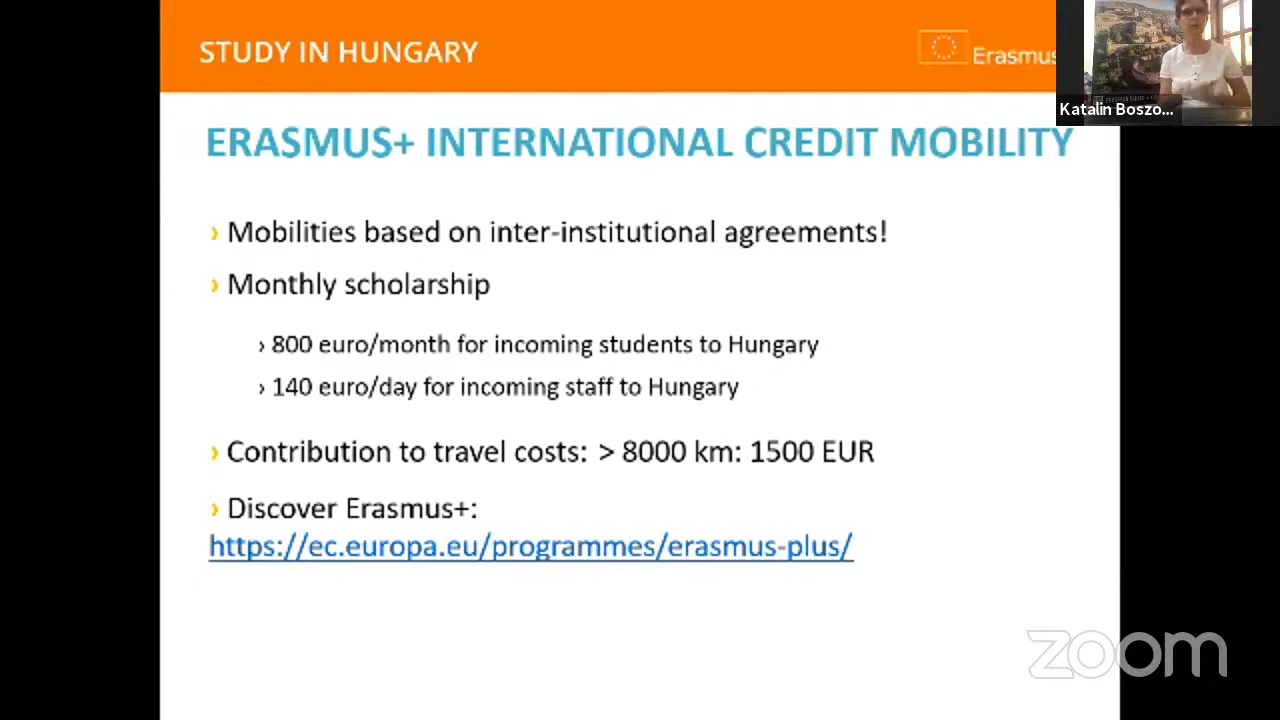 STUDY IN HUNGARY
Erasmus
Katalin Boszo...
ERASMUS+ INTERNATIONAL CREDIT MOBILITY
› Mobilities based on inter-institutional agreements!
› Monthly scholarship
› 800 euro/month for incoming students to Hungary
› 140 euro/day for incoming staff to Hungary
› Contribution to travel costs: > 8000 km: 1500 EUR
› Discover Erasmus+:
https://ec.europa.eu/programmes/erasmus-plus/
zoom